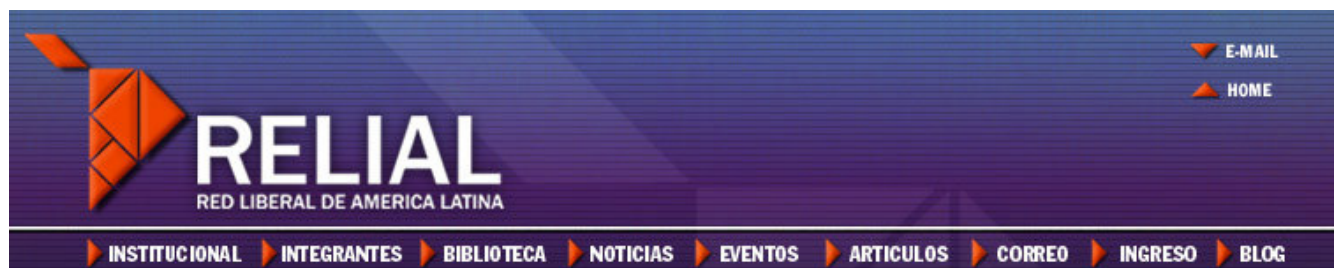 E-MAIL
HOME
RELIAL
RED LIBERAL DE AMERICA LATINA
INSTITUCIONAL INTEGRANTES BIBLIOTECA NOTICIAS EVENTOS ARTICULOS CORREO INGRESO BLOG